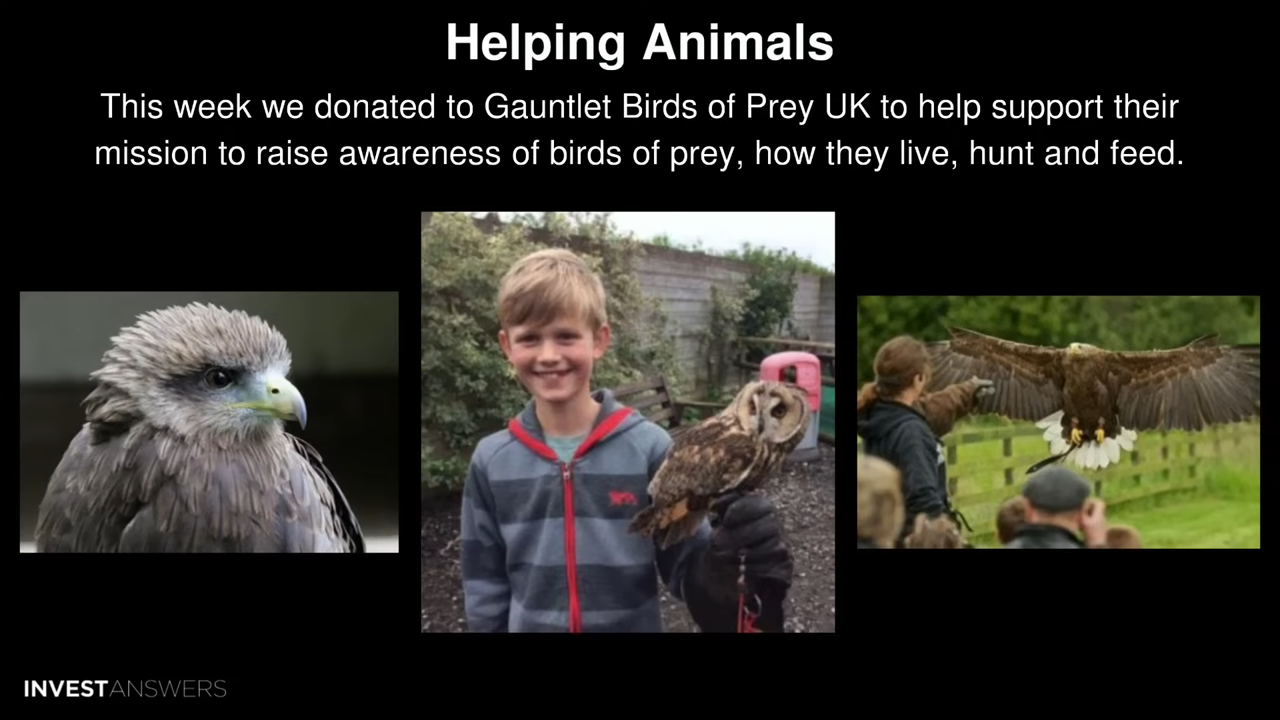 Helping Animals
This week we donated to Gauntlet Birds of Prey UK to help support their
mission to raise awareness of birds of prey, how they live, hunt and feed.
INVESTANSWERS